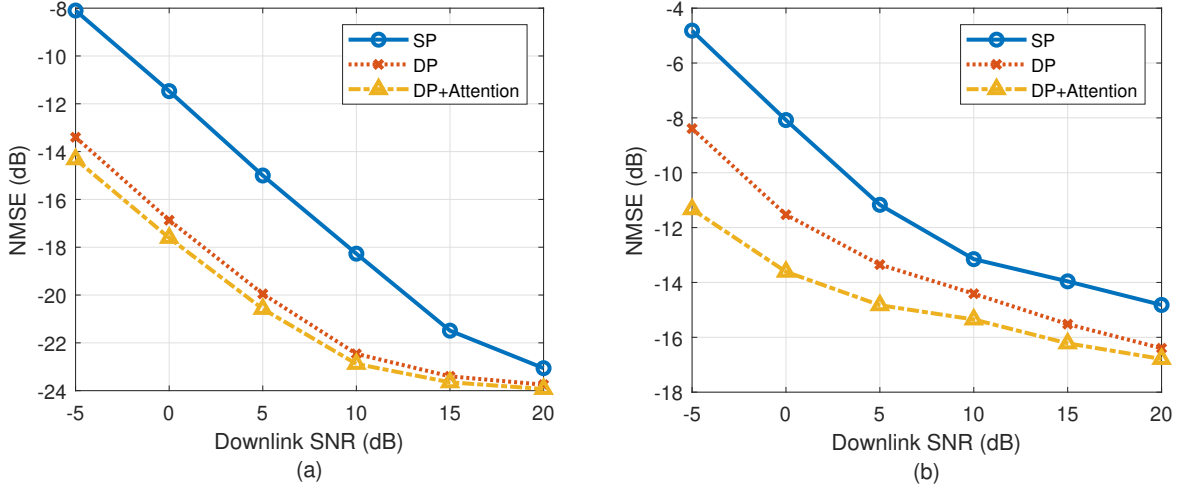 -8
-10
-12
-14
-16
-18
-20
-22
-24
NMSE (dB)
SP
DP
DP+Attention
-5 0 5 10 15 20
Downlink SNR (dB)
(a)
-4
-6
-8
-10
-12
-14
-16
-18
NMSE (dB)
SP
DP
DP+Attention
-5 0 5 10 15 20
Downlink SNR (dB)
(b)